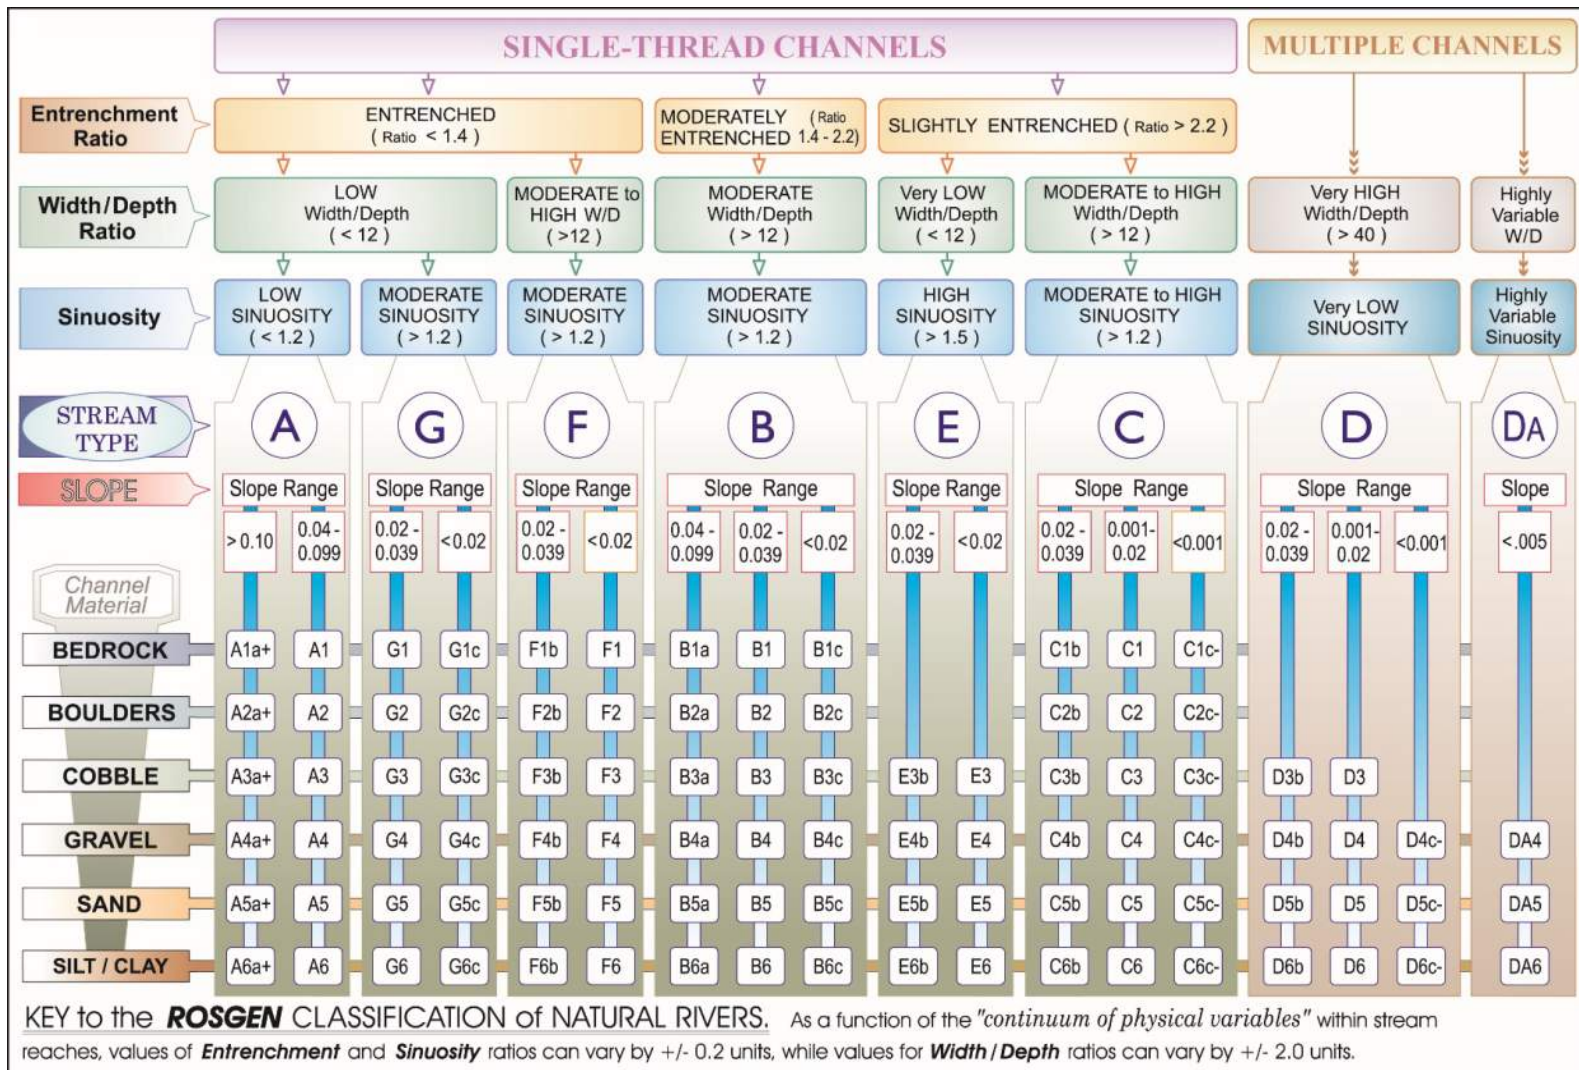 SINGLE-THREAD CHANNELS
MULTIPLE CHANNELS
Entrenchment
Ratio
ENTRENCHED
( Ratio < 1.4 )
MODERATELY ( Ratio
ENTRENCHED 1.4 - 2.2)
SLIGHTLY ENTRENCHED ( Ratio > 2.2 )
Width/Depth
Ratio
LOW
Width/Depth
( < 12 )
MODERATE to
HIGH W/D
( >12 )
MODERATE
Width/Depth
( > 12 )
Very LOW
Width/Depth
( < 12 )
MODERATE to HIGH
Width/Depth
( > 12 )
Very HIGH
Width/Depth
( > 40 )
Highly
Variable
W/D
Sinuosity
LOW
SINUOSITY
( < 1.2 )
MODERATE
SINUOSITY
( > 1.2 )
MODERATE
SINUOSITY
( > 1.2 )
MODERATE
SINUOSITY
( > 1.2 )
HIGH
SINUOSITY
( > 1.5 )
MODERATE to HIGH
SINUOSITY
( > 1.2 )
Very LOW
SINUOSITY
Highly
Variable
Sinuosity
STREAM
TYPE
A G F B E C D DA
SLOPE
Slope Range Slope Range Slope Range Slope Range Slope Range Slope Range Slope Range Slope
> 0.10
0.04 -
0.099
0.02 -
0.039
<0.02
0.02 -
0.039
<0.02
0.04 -
0.099
0.02 -
0.039
<0.02
0.02 -
0.039
<0.02
0.02 -
0.039
0.001-
0.02
<0.001
0.02 -
0.039
0.001-
0.02
<0.001
<.005
Channel
Material
BEDROCK A1a+ A1 G1 G1c F1b F1 B1a B1 B1c C1b C1 C1c-
BOULDERS A2a+ A2 G2 G2c F2b F2 B2a B2 B2c C2b C2 C2c-
COBBLE A3a+ A3 G3 G3c F3b F3 B3a B3 B3c E3b E3 C3b C3 C3c- D3b D3
GRAVEL A4a+ A4 G4 G4c F4b F4 B4a B4 B4c E4b E4 C4b C4 C4c- D4b D4 D4c- DA4
SAND A5a+ A5 G5 G5c F5b F5 B5a B5 B5c E5b E5 C5b C5 C5c- D5b D5 D5c- DA5
SILT / CLAY A6a+ A6 G6 G6c F6b F6 B6a B6 B6c E6b E6 C6b C6 C6c- D6b D6 D6c- DA6
KEY to the ROSGEN CLASSIFICATION of NATURAL RIVERS. As a function of the "continuum of physical variables" within stream
reaches, values of Entrenchment and Sinuosity ratios can vary by +/- 0.2 units, while values for Width / Depth ratios can vary by +/- 2.0 units.